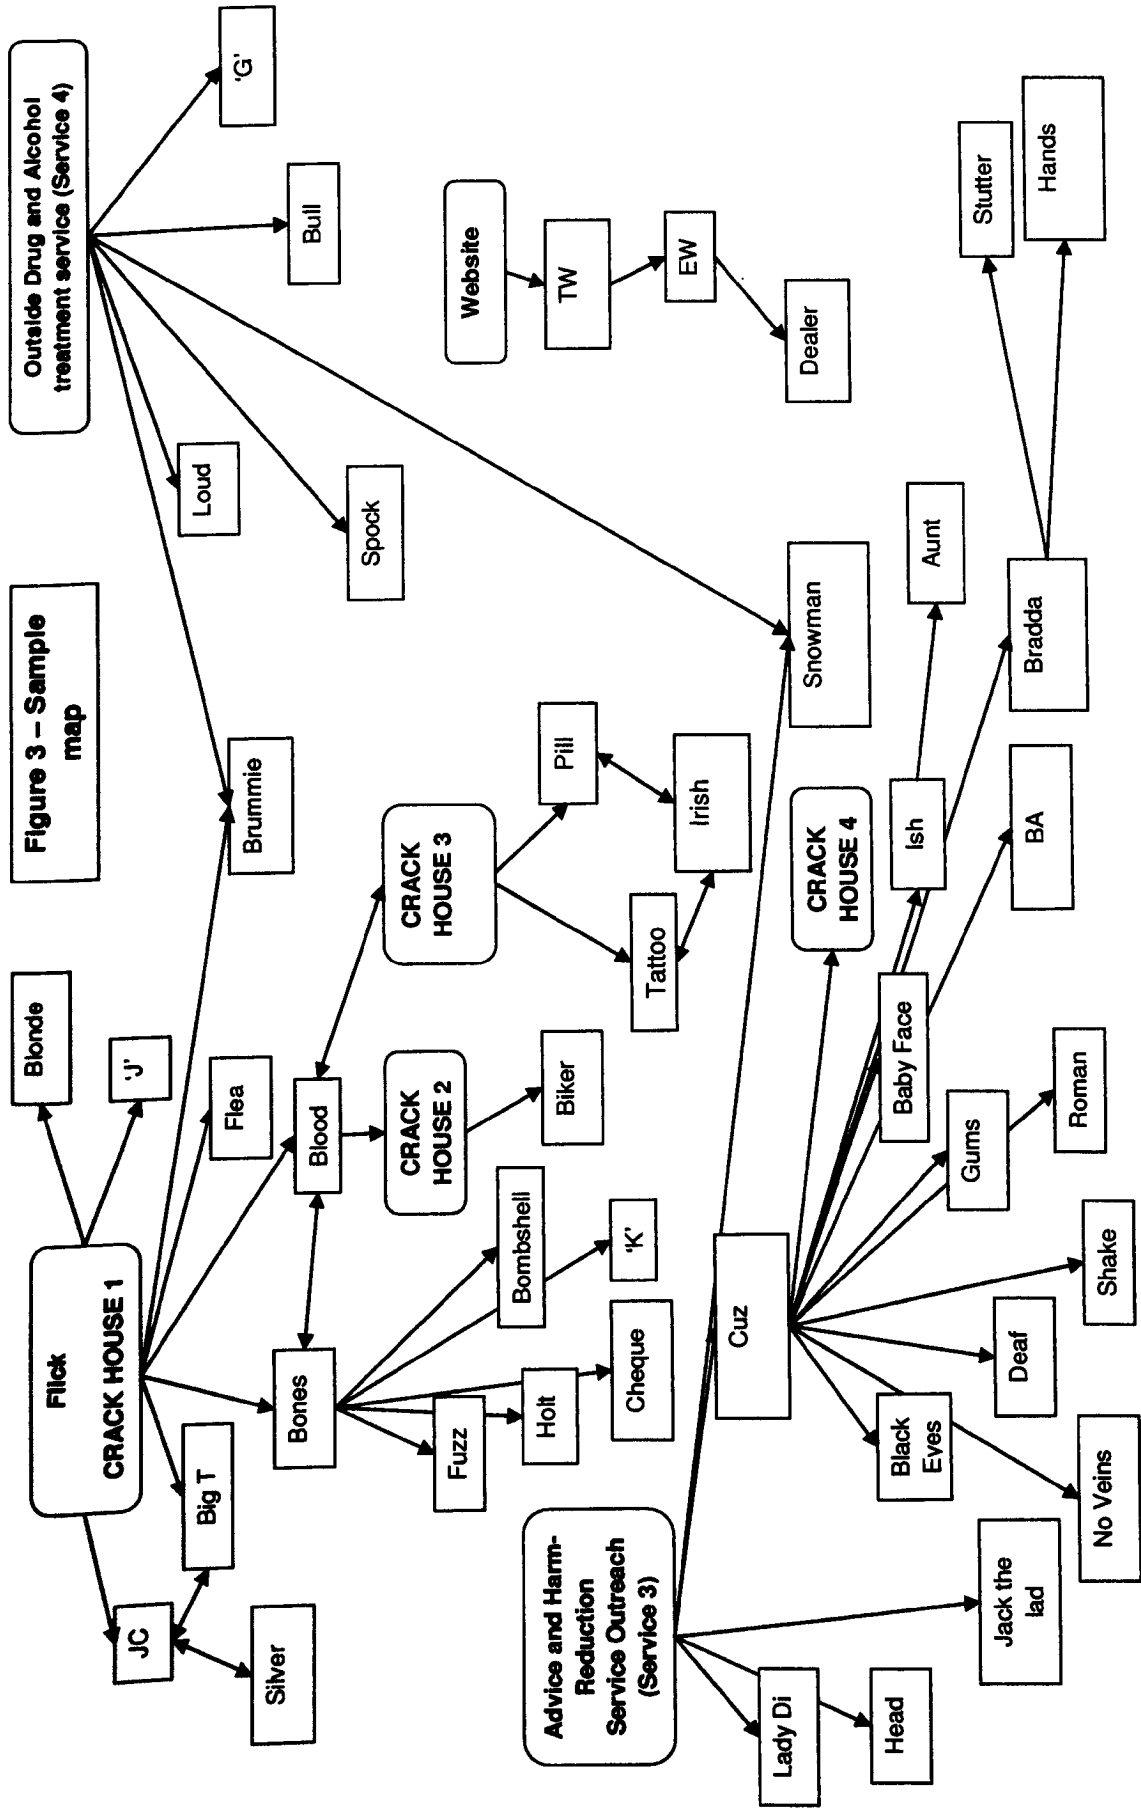 Figure 3 – Sample
map
Outside Drug and Alcohol
treatment service (Service 4)
Blonde
'J'
Flick
CRACK HOUSE 1
JC
Big T
Silver
Flea
Brummie
Loud
'G'
Bull
Spock
Bones
Blood
CRACK
HOUSE 2
CRACK
HOUSE 3
Website
TW
EW
Dealer
Fuzz
Holt
Bombshell
Biker
Pill
Tattoo
Irish
Cheque
'K'
Advice and Harm-
Reduction
Service Outreach
(Service 3)
Cuz
Snowman
CRACK
HOUSE 4
Lady Di
Head
Jack the
lad
Black
Eves
No Veins
Deaf
Shake
Gums
Roman
Baby Face
Ish
BA
Aunt
Bradda
Stutter
Hands